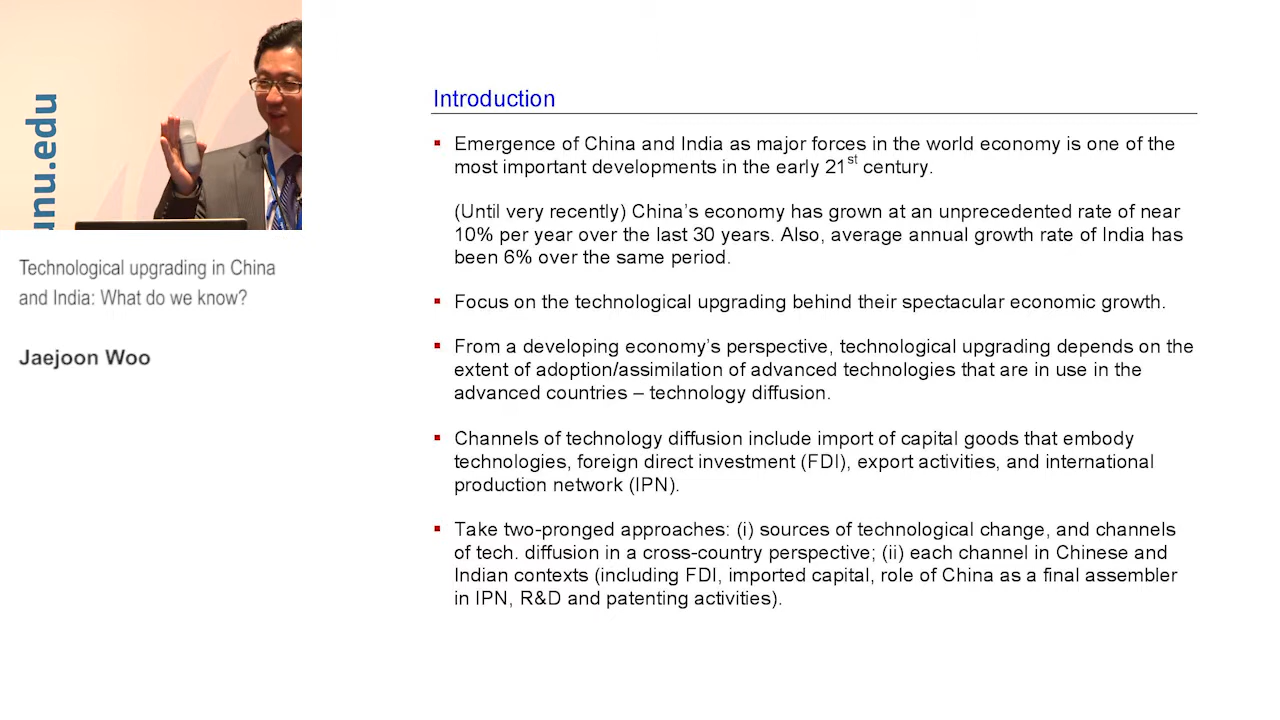 unu.edu
Technological upgrading in China
and India: What do we know?
Jaejoon Woo
Introduction
Emergence of China and India as major forces in the world economy is one of the
most important developments in the early 21st century.
(Until very recently) China's economy has grown at an unprecedented rate of near
10% per year over the last 30 years. Also, average annual growth rate of India has
been 6% over the same period.
Focus on the technological upgrading behind their spectacular economic growth.
From a developing economy's perspective, technological upgrading depends on the
extent of adoption/assimilation of advanced technologies that are in use in the
advanced countries – technology diffusion.
Channels of technology diffusion include import of capital goods that embody
technologies, foreign direct investment (FDI), export activities, and international
production network (IPN).
Take two-pronged approaches: (i) sources of technological change, and channels
of tech. diffusion in a cross-country perspective; (ii) each channel in Chinese and
Indian contexts (including FDI, imported capital, role of China as a final assembler
in IPN, R&D and patenting activities).